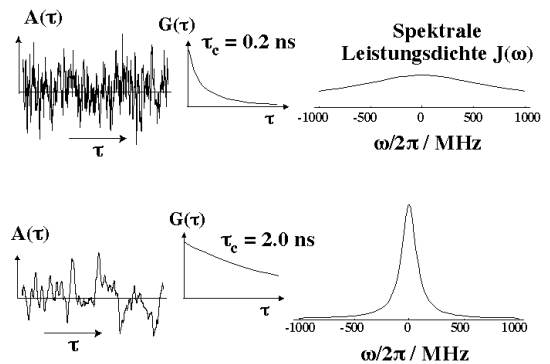 A(τ)
G(τ)
τc = 0.2 ns
Spektrale
Leistungsdichte J(ω)
τ
τ
-1000 -500 0 500 1000
ω/2π / MHz
A(τ)
G(τ)
τc = 2.0 ns
τ
τ
-1000 -500 0 500 1000
ω/2π / MHz